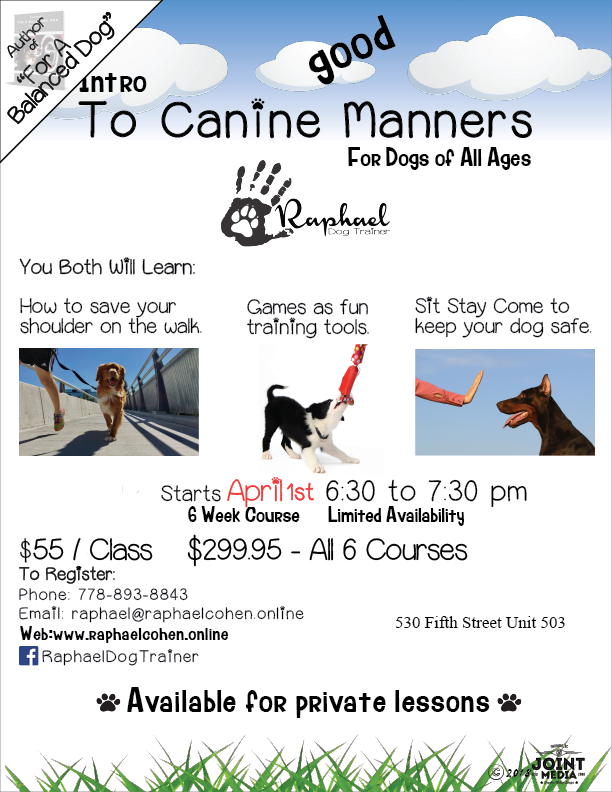 Author
of
"For A
Balanced Dog"
good
Intro
To Canine Manners
For Dogs of All Ages
Raphael
Dog Trainer
You Both Will Learn:
How to save your
shoulder on the walk.
Games as fun
training tools.
Sit Stay Come to
keep your dog safe.
Starts April 1st 6:30 to 7:30 pm
6 Week Course Limited Availability
$55 / Class $299.95 - All 6 Courses
To Register:
Phone: 778-893-8843
Email: raphael@raphaelcohen.online
Web:www.raphaelcohen.online
RaphaelDogTrainer
530 Fifth Street Unit 503
Available for private lessons
© 2018
JOINT
MEDIA